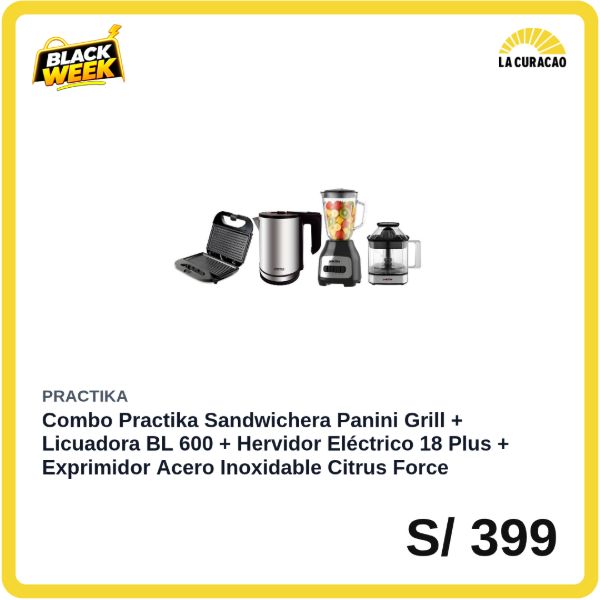 BLACK
WEEK
LA CURACAO
PRACTIKA
Combo Practika Sandwichera Panini Grill +
Licuadora BL 600 + Hervidor Eléctrico 18 Plus +
Exprimidor Acero Inoxidable Citrus Force
S/ 399